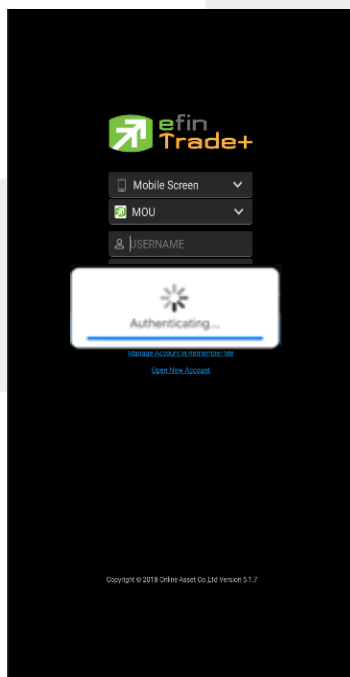 efin
Trade+
Mobile Screen
MOU
USERNAME
Authenticating...
Manage Account in Remember Me
Open New Account
Copyright © 2018 Online Asset Co.,Ltd Version 5.1.7